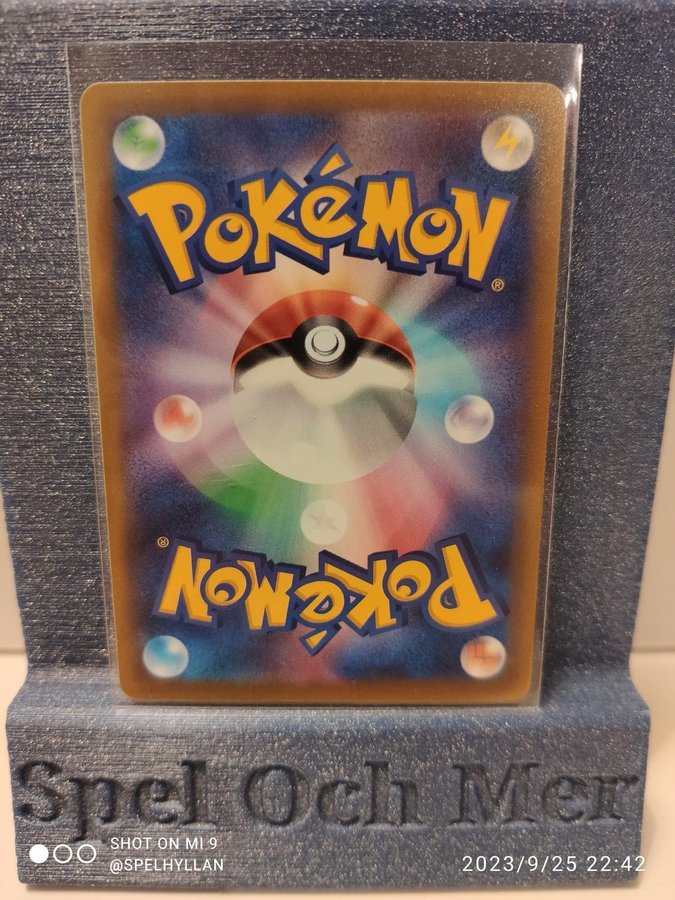 POKéMON
®
®
POKéMON
Spel Och Mer
SHOT ON MI 9
@SPELHYLLAN
2023/9/25 22:42